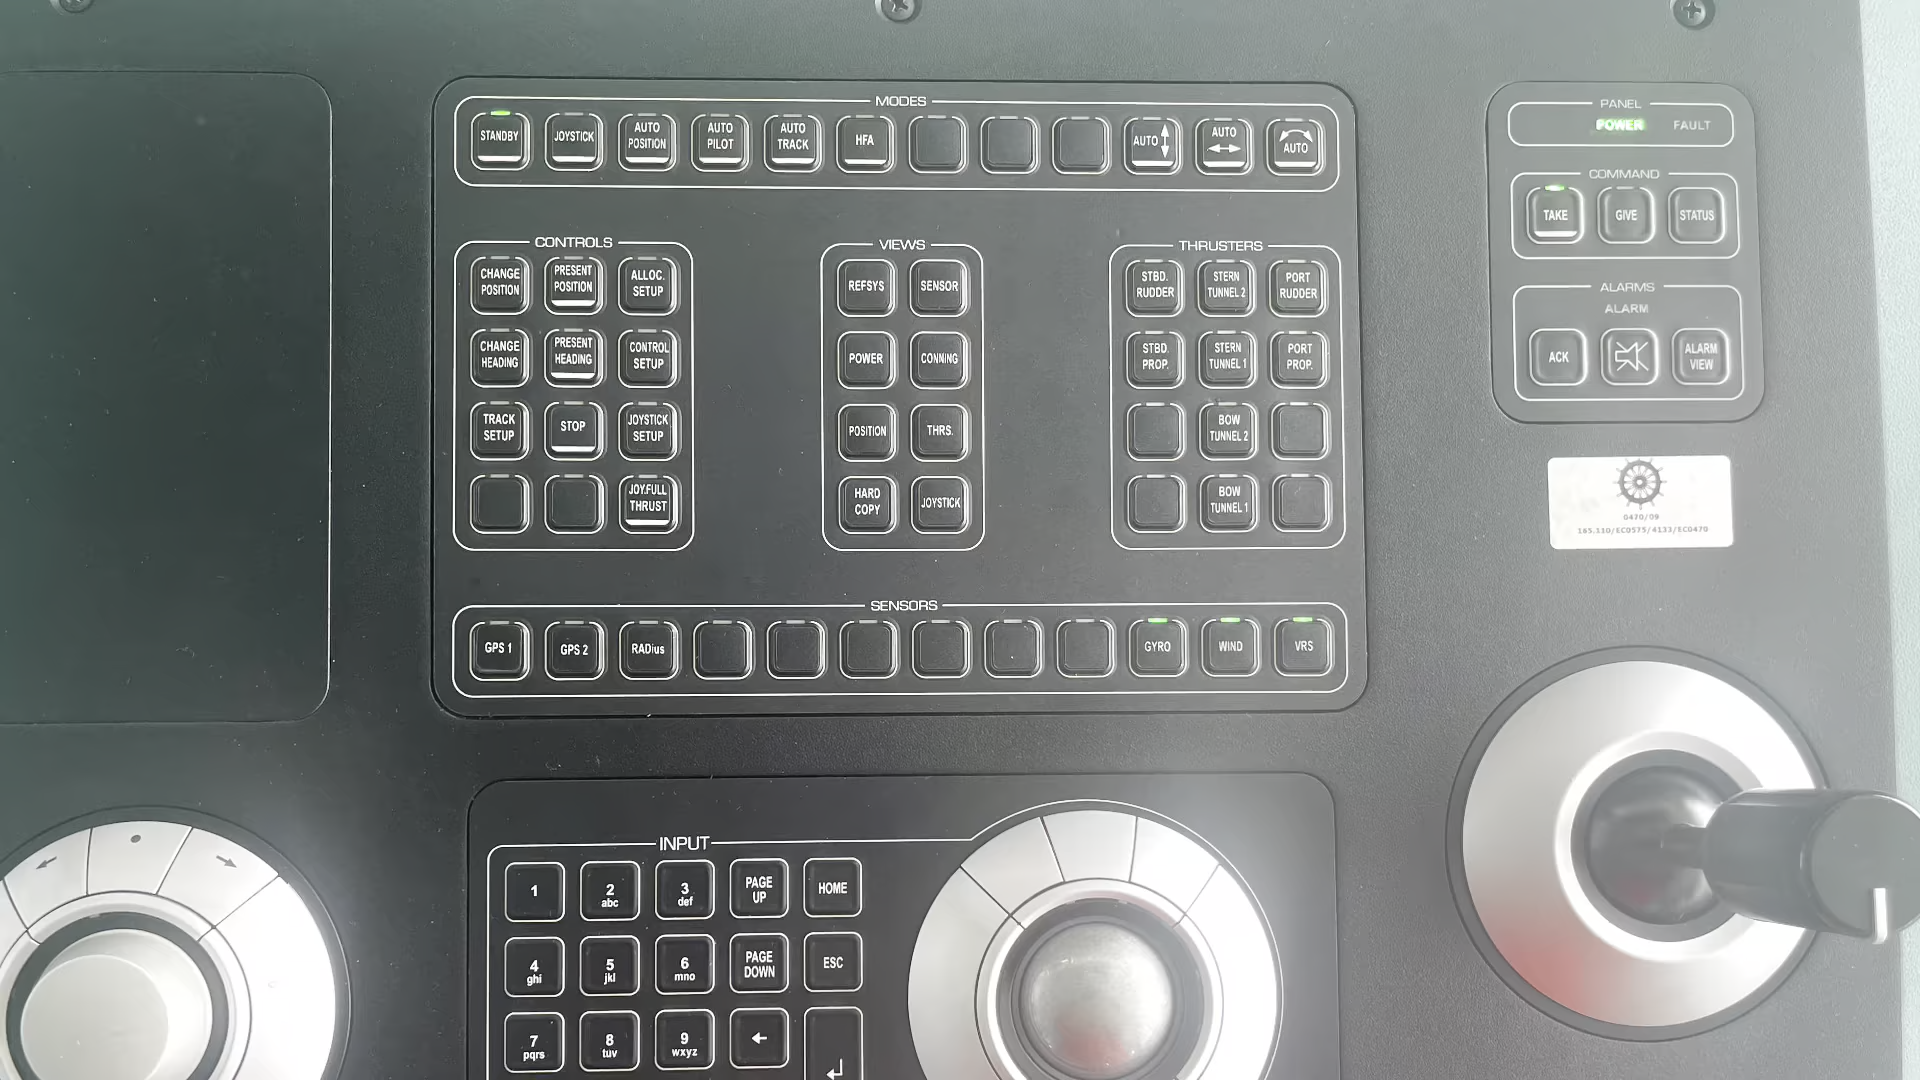 MODES
STANDBY
JOYSTICK
AUTO
POSITION
AUTO
PILOT
AUTO
TRACK
HFA
AUTO
AUTO
AUTO
CONTROLS
CHANGE
POSITION
PRESENT
POSITION
ALLOC.
SETUP
CHANGE
HEADING
PRESENT
HEADING
CONTROL
SETUP
TRACK
SETUP
STOP
JOYSTICK
SETUP
JOY.FULL
THRUST
VIEWS
REFSYS
SENSOR
POWER
CONNING
POSITION
THRS.
HARD
COPY
JOYSTICK
THRUSTERS
STBD.
RUDDER
STERN
TUNNEL 2
PORT
RUDDER
STBD.
PROP.
STERN
TUNNEL 1
PORT
PROP.
BOW
TUNNEL 2
BOW
TUNNEL 1
SENSORS
GPS 1
GPS 2
RADius
GYRO
WIND
VRS
PANEL
POWER FAULT
COMMAND
TAKE
GIVE
STATUS
ALARMS
ALARM
ACK
ALARM
VIEW
0470/09
165.110/EC0575/4133/EC0470
INPUT
1
2
abc
3
def
PAGE
UP
HOME
4
ghi
5
jkl
6
mno
PAGE
DOWN
ESC
7
pqrs
8
tuv
9
wxyz